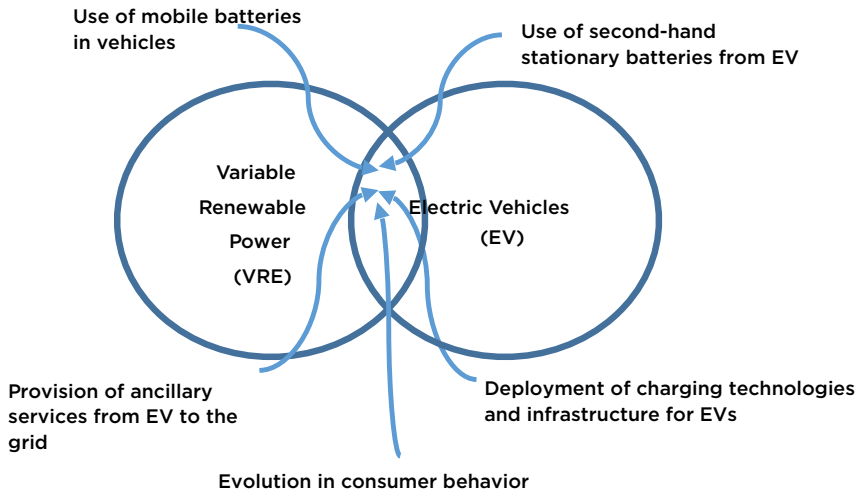 Use of mobile batteries
in vehicles
Use of second-hand
stationary batteries from EV
Variable
Renewable
Power
(VRE)
Electric Vehicles
(EV)
Provision of ancillary
services from EV to the
grid
Deployment of charging technologies
and infrastructure for EVs
Evolution in consumer behavior